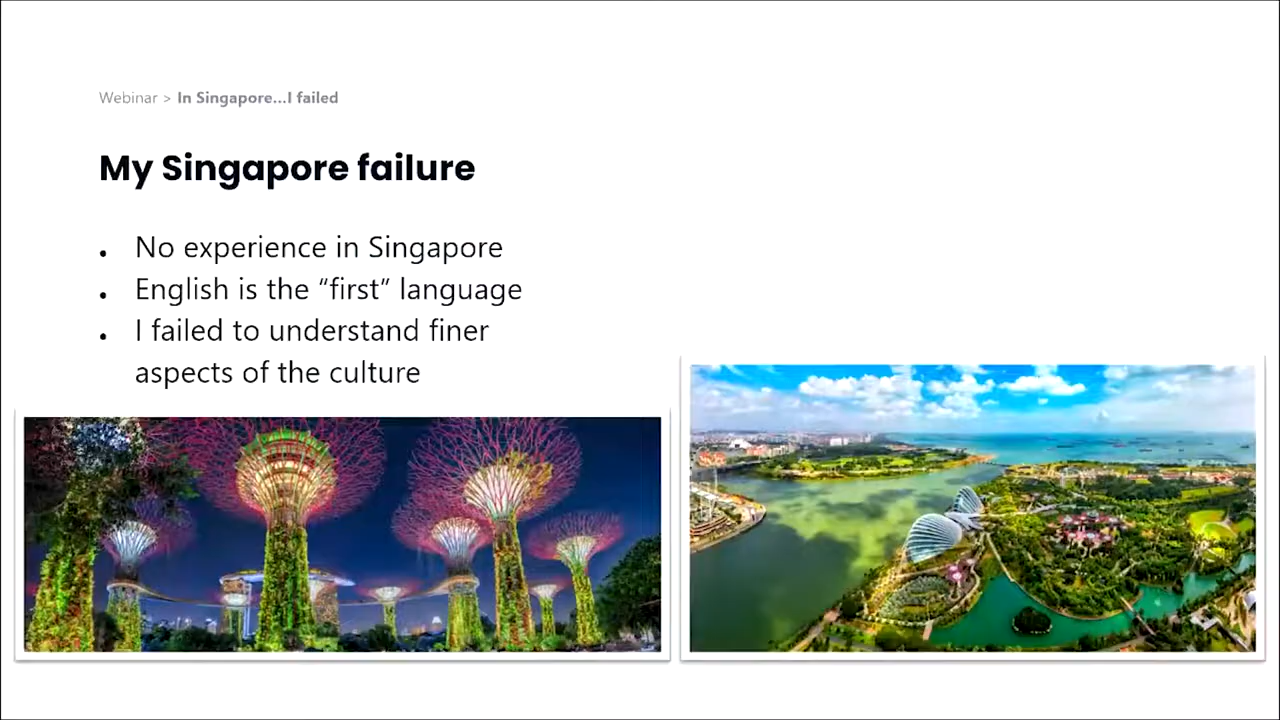 Webinar > In Singapore...I failed
My Singapore failure
• No experience in Singapore
• English is the “first” language
• I failed to understand finer
aspects of the culture